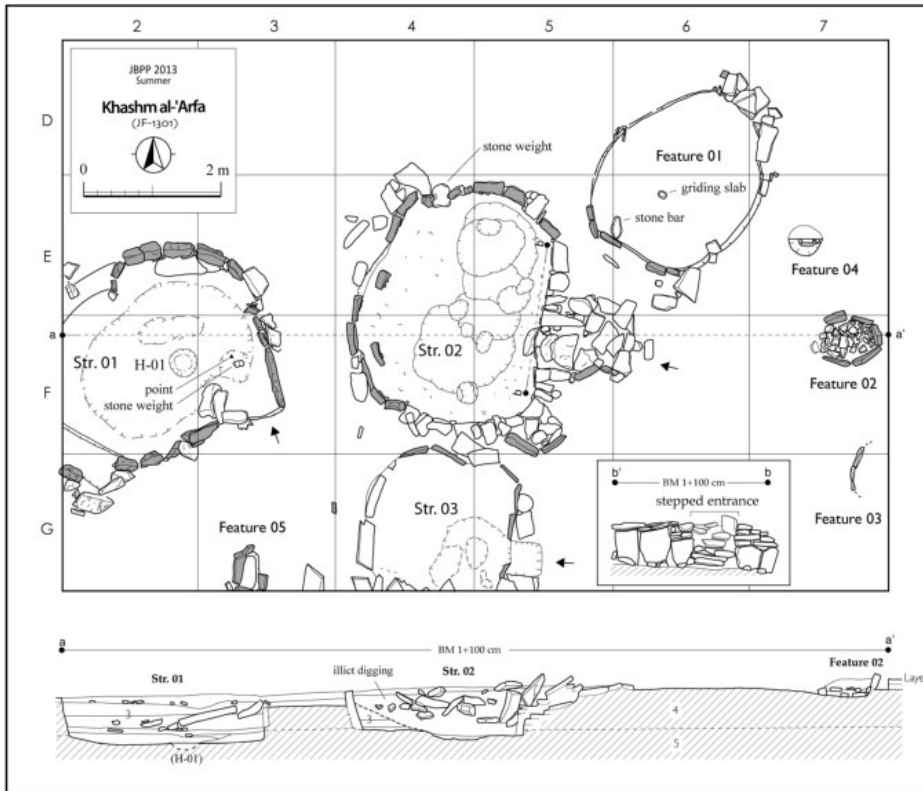 2 3 4 5 6 7
JBPP 2013
Summer
Khashm al-'Arfa
(JF-1301)
0 2 m
D
stone weight
Feature 01
griding slab
stone bar
E
Feature 04
a a'
Str. 01
H-01
Str. 02
point
stone weight
F
Feature 02
b' b
BM 1+100 cm
stepped entrance
Str. 03
Feature 03
G
Feature 05
a a'
BM 1+100 cm
Str. 01
illict digging
Str. 02
Feature 02
Laye
3
3
4
5
(H-01)